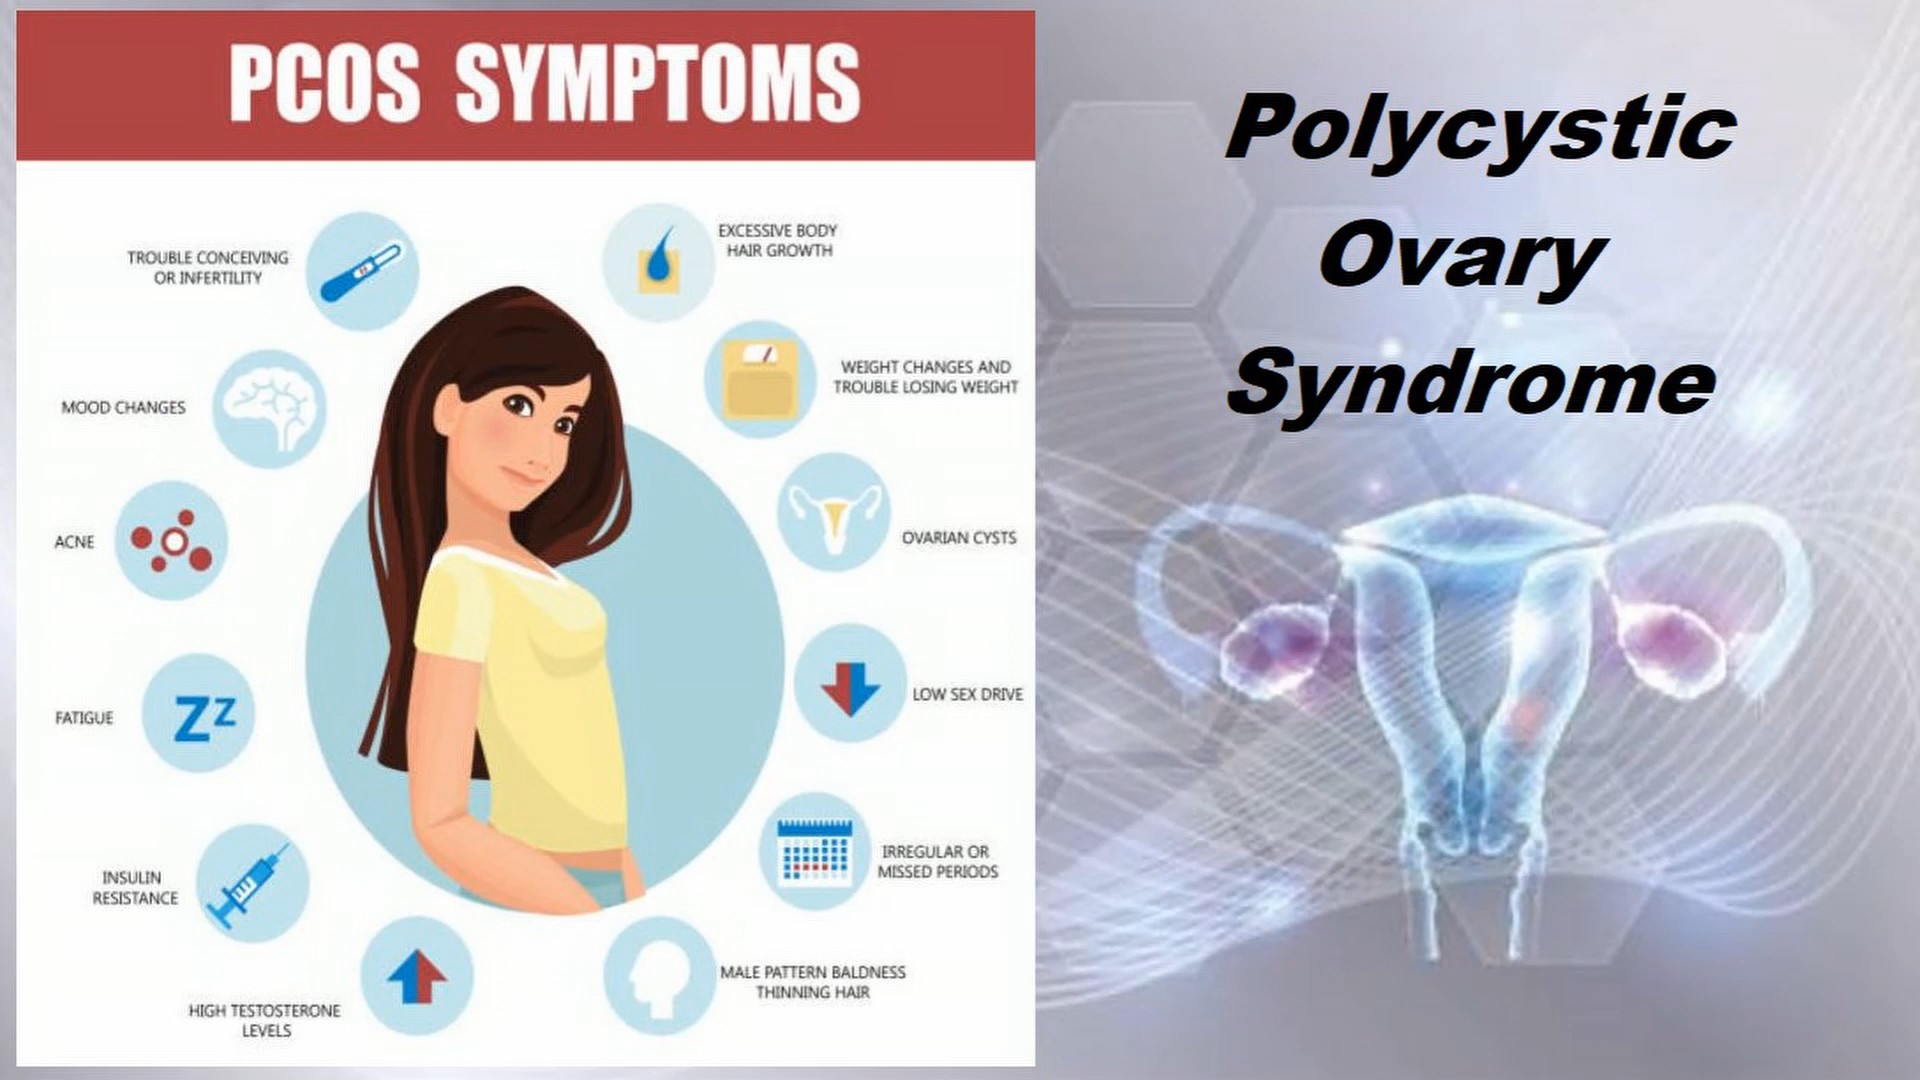 PCOS SYMPTOMS
TROUBLE CONCEIVING
OR INFERTILITY
MOOD CHANGES
ACNE
FATIGUE
Zz
INSULIN
RESISTANCE
HIGH TESTOSTERONE
LEVELS
EXCESSIVE BODY
HAIR GROWTH
WEIGHT CHANGES AND
TROUBLE LOSING WEIGHT
OVARIAN CYSTS
LOW SEX DRIVE
IRREGULAR OR
MISSED PERIODS
MALE PATTERN BALDNESS
THINNING HAIR
Polycystic
Ovary
Syndrome